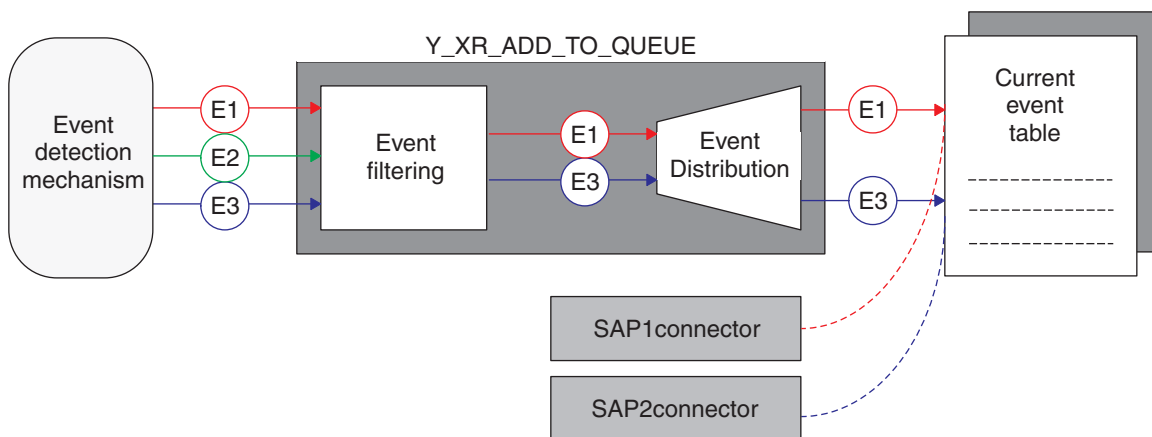 Y_XR_ADD_TO_QUEUE
Event
detection
mechanism
E1
E2
E3
Event
filtering
E1
E3
Event
Distribution
E1
E3
Current
event
table
SAP1connector
SAP2connector